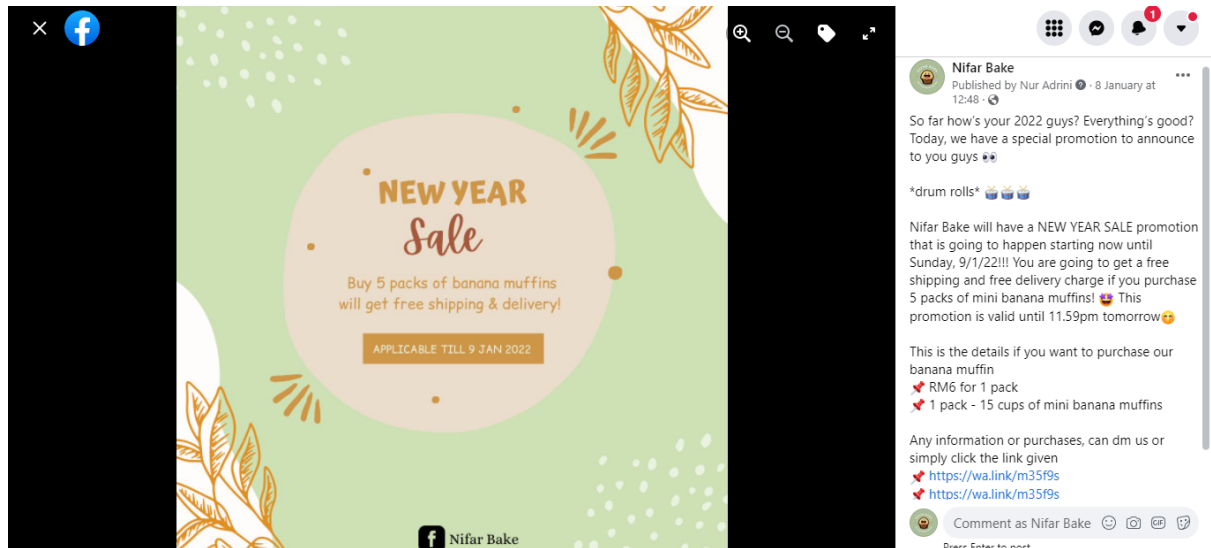 NEW YEAR
Sale
Buy 5 packs of banana muffins
will get free shipping & delivery!
APPLICABLE TILL 9 JAN 2022
Nifar Bake
1
Nifar Bake
Published by Nur Adrini · 8 January at
12:48 ·
So far how's your 2022 guys? Everything's good?
Today, we have a special promotion to announce
to you guys 👀
*drum rolls* 🥁🥁🥁
Nifar Bake will have a NEW YEAR SALE promotion
that is going to happen starting now until
Sunday, 9/1/22!!! You are going to get a free
shipping and free delivery charge if you purchase
5 packs of mini banana muffins! 🤩 This
promotion is valid until 11.59pm tomorrow😋
This is the details if you want to purchase our
banana muffin
📌 RM6 for 1 pack
📌 1 pack - 15 cups of mini banana muffins
Any information or purchases, can dm us or
simply click the link given
📌 https://wa.link/m35f9s
📌 https://wa.link/m35f9s
Comment as Nifar Bake
GIF
Press Enter to post